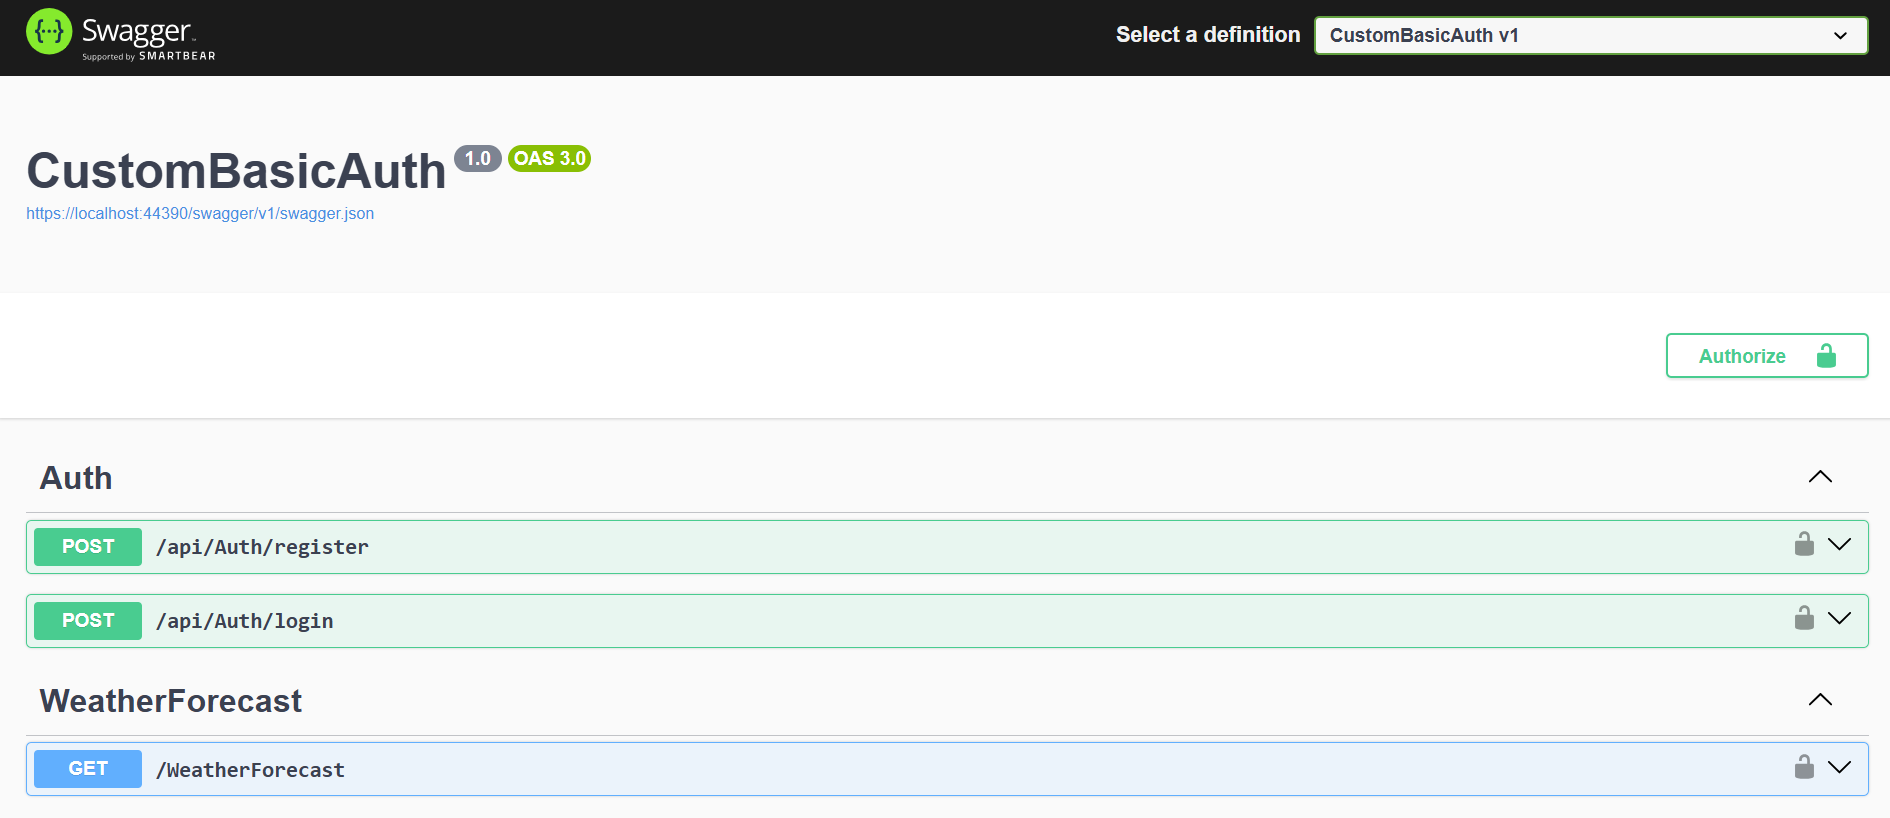 Swagger
Supported by SMARTBEAR
Select a definition
CustomBasicAuth v1
CustomBasicAuth 1.0 OAS 3.0
https://localhost:44390/swagger/v1/swagger.json
Authorize
Auth
POST /api/Auth/register
POST /api/Auth/login
WeatherForecast
GET /WeatherForecast